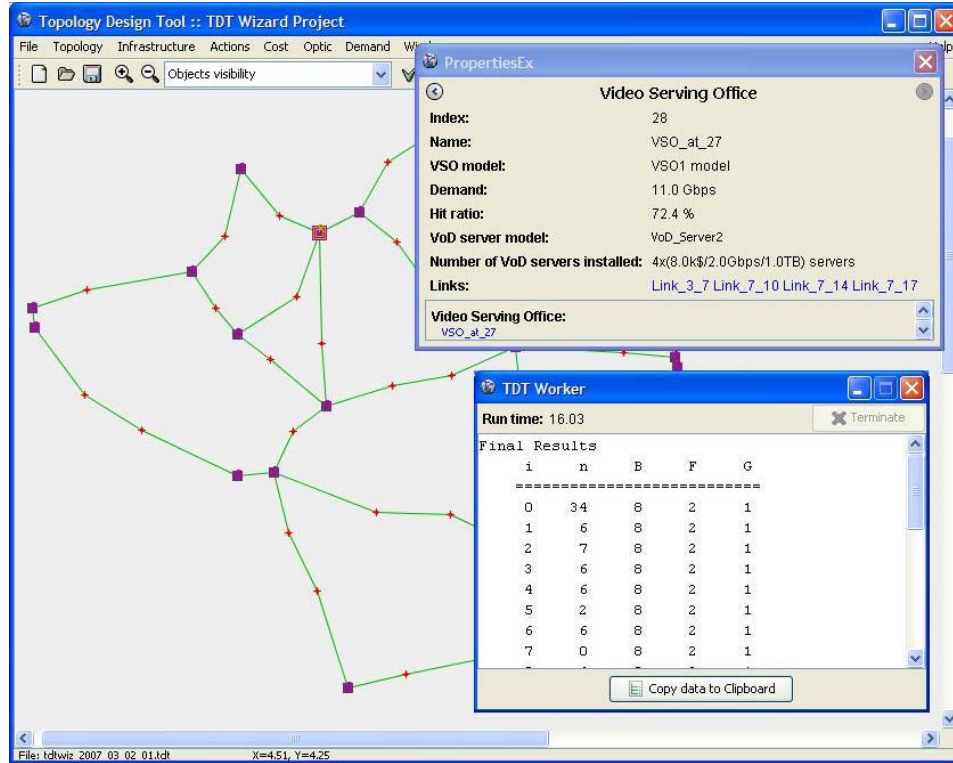 Topology Design Tool :: TDT Wizard Project
File Topology Infrastructure Actions Cost Optic Demand
Objects visibility
PropertiesEx
Video Serving Office
Index: 28
Name: VSO_at_27
VSO model: VSO1 model
Demand: 11.0 Gbps
Hit ratio: 72.4 %
VoD server model: VoD_Server2
Number of VoD servers installed: 4x(8.0k$/2.0Gbps/1.0TB) servers
Links: Link_3_7 Link_7_10 Link_7_14 Link_7_17
Video Serving Office:
VSO_at_27
TDT Worker
Run time: 16.03
Terminate
Final Results
i n B F G
============================
0 34 8 2 1
1 6 8 2 1
2 7 8 2 1
3 6 8 2 1
4 6 8 2 1
5 2 8 2 1
6 6 8 2 1
7 0 8 2 1
Copy data to Clipboard
File: tdtwiz_2007_03_02_01.tdt X=4.51, Y=4.25